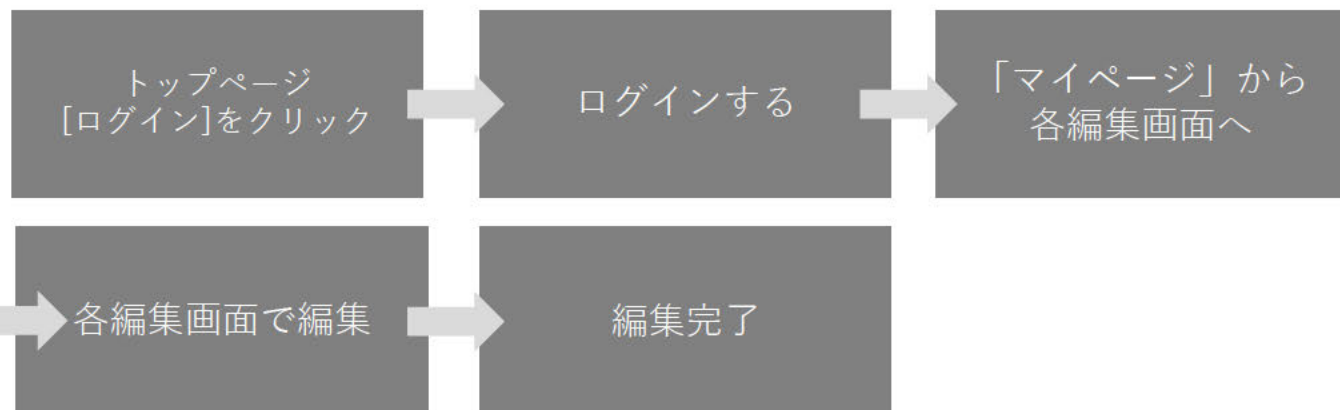 トップページ
[ログイン]をクリック
ログインする
「マイページ」から
各編集画面へ
各編集画面で編集
編集完了